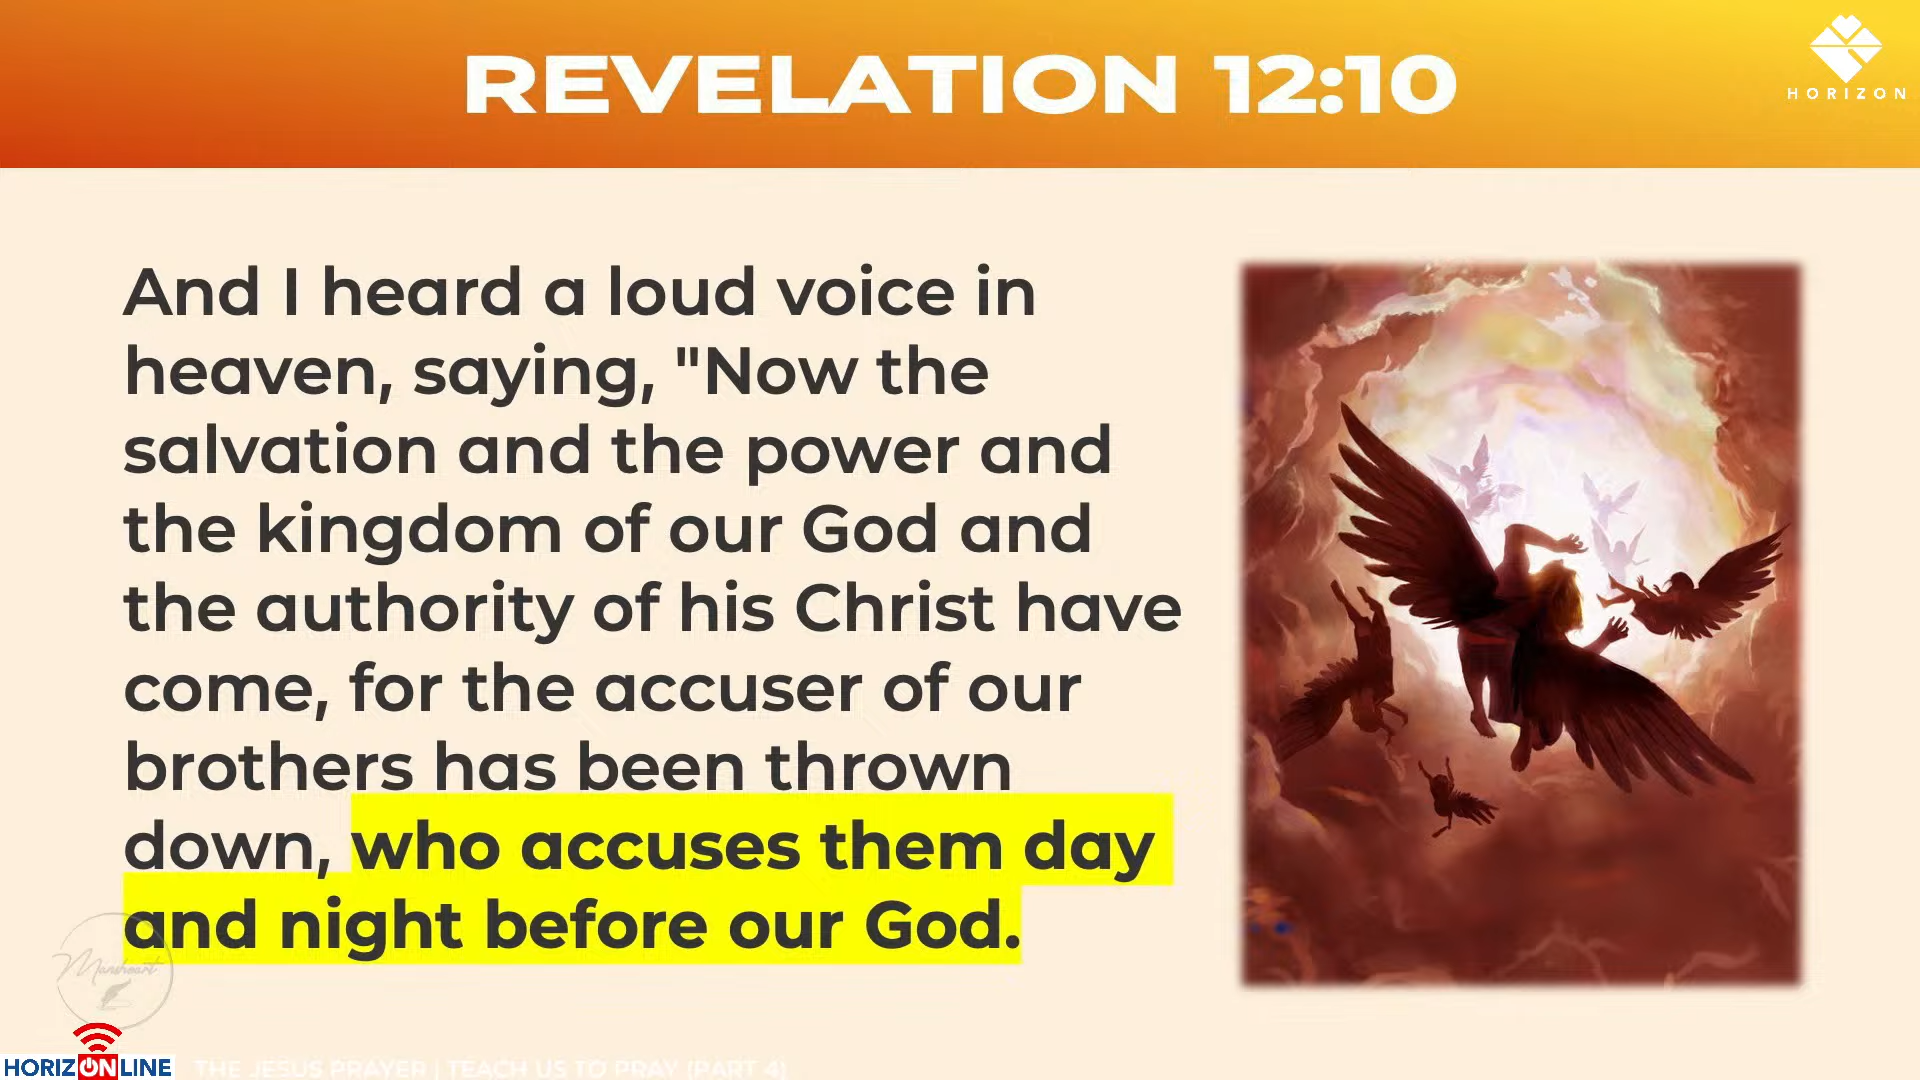 REVELATION 12:10
HORIZON
And I heard a loud voice in
heaven, saying, "Now the
salvation and the power and
the kingdom of our God and
the authority of his Christ have
come, for the accuser of our
brothers has been thrown
down, who accuses them day
and night before our God.
Mansheart
HORIZONLINE
THE JESUS PRAYER | TEACH US TO PRAY (PART 4)